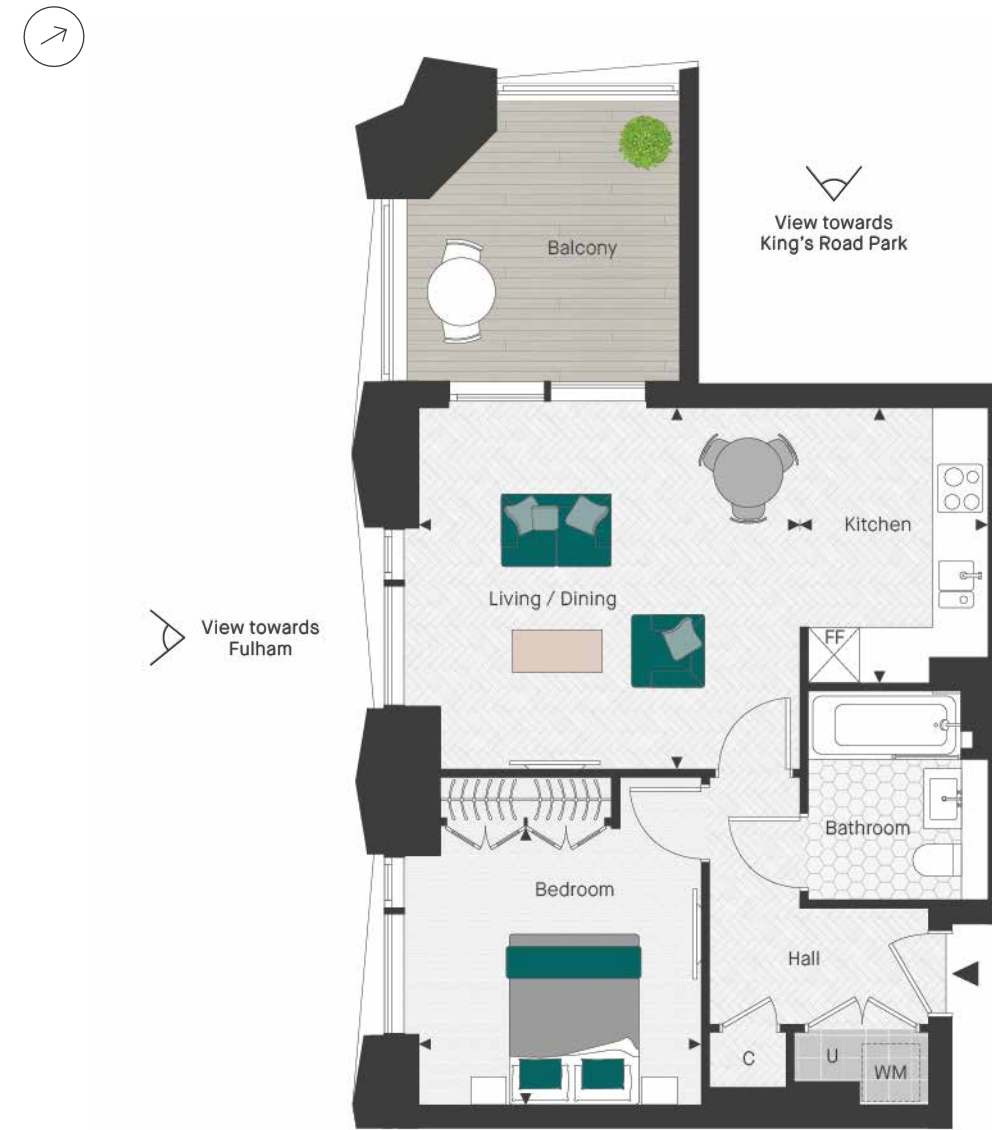 View towards
King's Road Park
Balcony
Kitchen
Living / Dining
View towards
Fulham
FF
Bathroom
Bedroom
Hall
C
U
WM